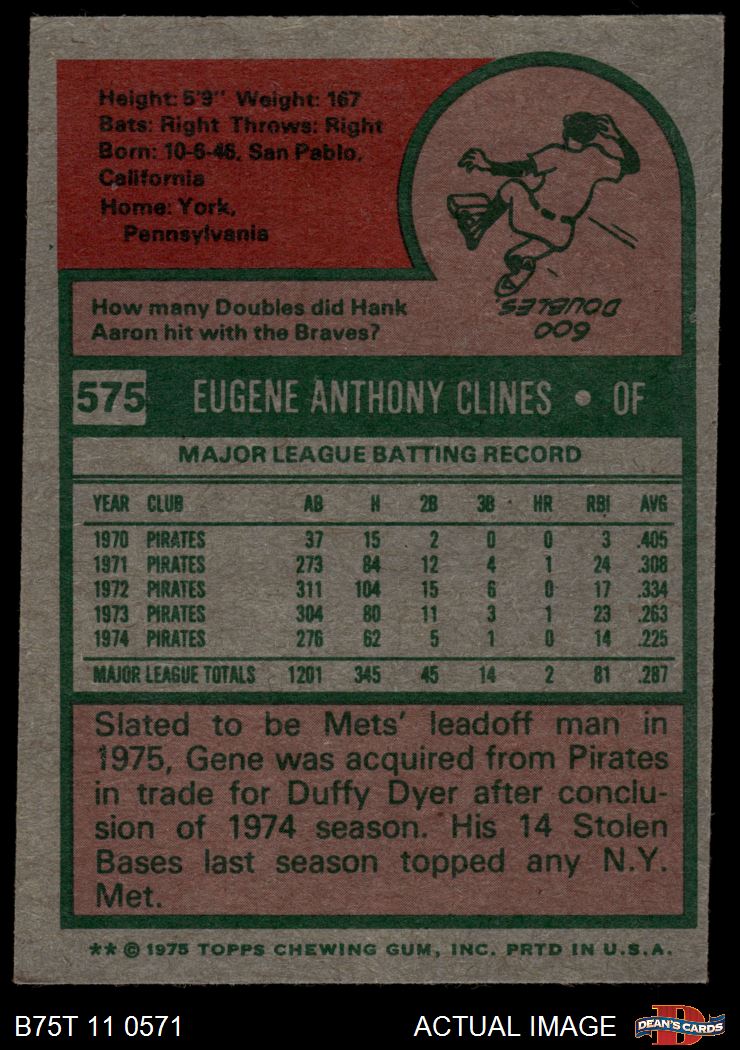 Height: 5'9" Weight: 167
Bats: Right Throws: Right
Born: 10-6-46, San Pablo,
California
Home: York,
Pennsylvania
How many Doubles did Hank
Aaron hit with the Braves?
600
DOUBLES
575 EUGENE ANTHONY CLINES • OF
MAJOR LEAGUE BATTING RECORD
YEAR CLUB AB H 2B 3B HR RBI AVG
1970 PIRATES 37 15 2 0 0 3 .405
1971 PIRATES 273 84 12 4 1 24 .308
1972 PIRATES 311 104 15 6 0 17 .334
1973 PIRATES 304 80 11 3 1 23 .263
1974 PIRATES 276 62 5 1 0 14 .225
MAJOR LEAGUE TOTALS 1201 345 45 14 2 81 .287
Slated to be Mets' leadoff man in
1975, Gene was acquired from Pirates
in trade for Duffy Dyer after conclu-
sion of 1974 season. His 14 Stolen
Bases last season topped any N.Y.
Met.
** © 1975 TOPPS CHEWING GUM, INC. PRTD IN U.S.A.
B75T 11 0571 ACTUAL IMAGE D DEAN'S CARDS